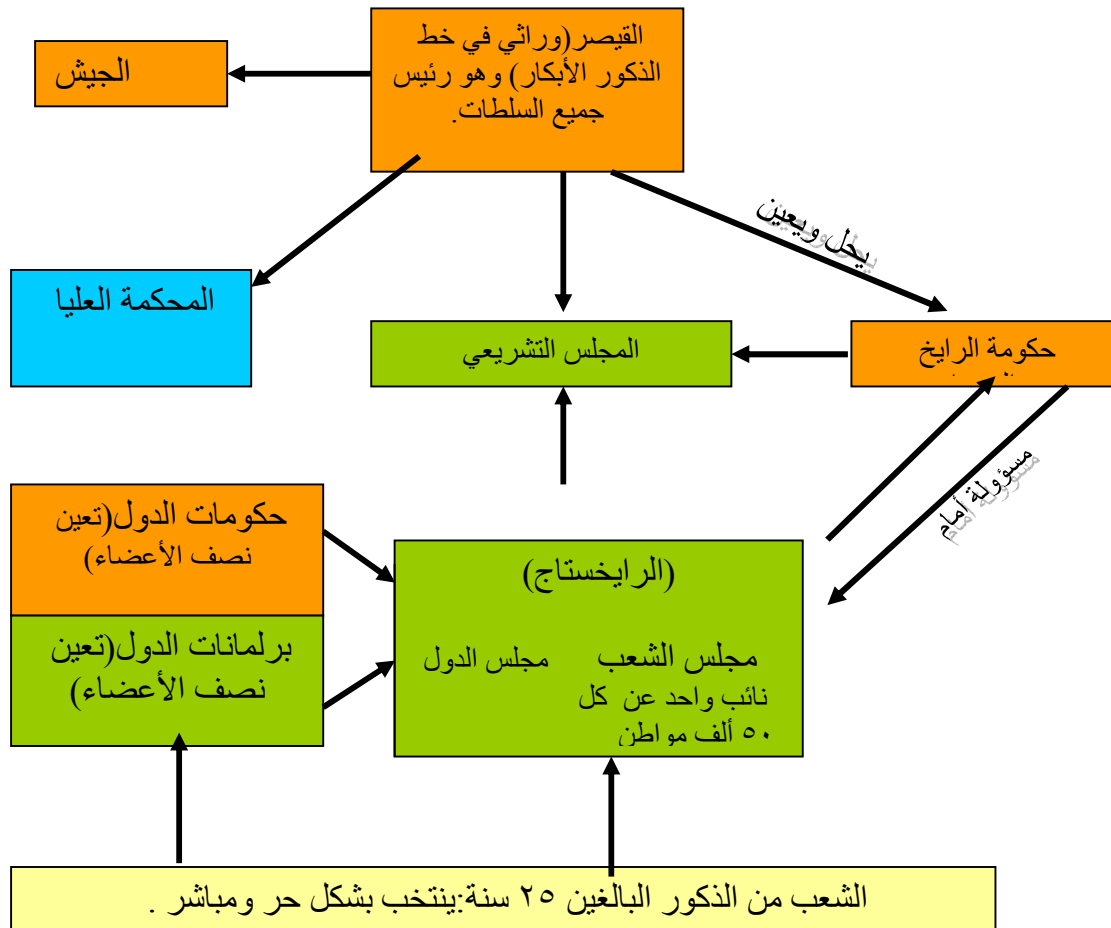 القيصر(وراثي في خط
الذكور الأبكار) وهو رئيس
جميع السلطات.
الجيش
يحل ويعين
المحكمة العليا
المجلس التشريعي
حكومة الرايخ
مسؤولة أمام
حكومات الدول(تعين
نصف الأعضاء)
برلمانات الدول(تعين
نصف الأعضاء)
(الرايخستاج)
مجلس الشعب
نائب واحد عن كل
٥٠ ألف مواطن
مجلس الدول
الشعب من الذكور البالغين ٢٥ سنة:ينتخب بشكل حر ومباشر .